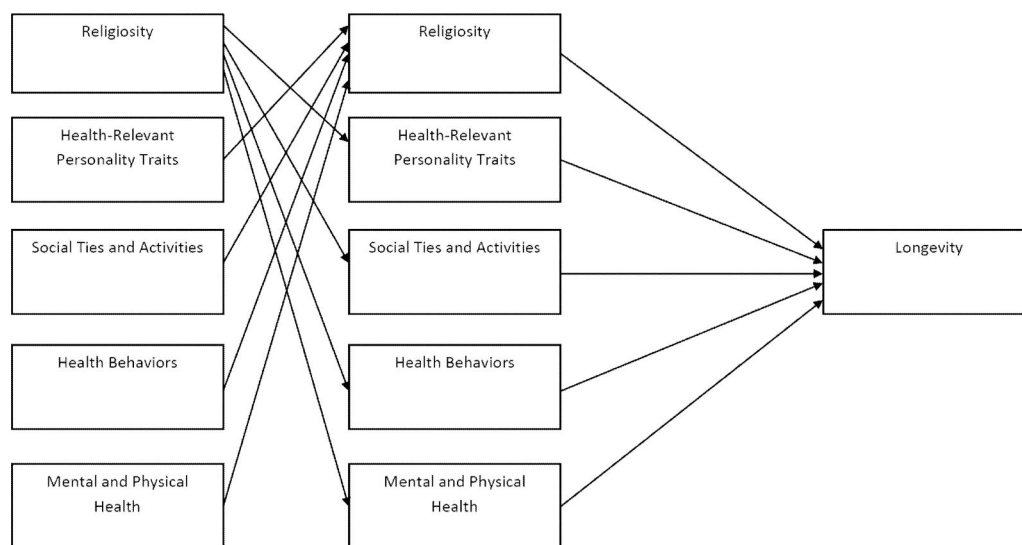 Religiosity
Religiosity
Health-Relevant
Personality Traits
Health-Relevant
Personality Traits
Social Ties and Activities
Social Ties and Activities
Longevity
Health Behaviors
Health Behaviors
Mental and Physical
Health
Mental and Physical
Health